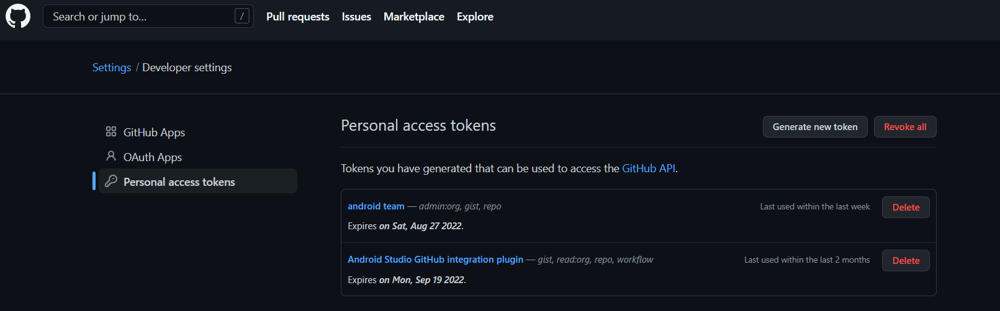 Search or jump to... /
Pull requests Issues Marketplace Explore
Settings / Developer settings
GitHub Apps
OAuth Apps
Personal access tokens
Personal access tokens
Generate new token Revoke all
Tokens you have generated that can be used to access the GitHub API.
android team — admin:org, gist, repo Last used within the last week Delete
Expires on Sat, Aug 27 2022.
Android Studio GitHub integration plugin — gist, read:org, repo, workflow Last used within the last 2 months Delete
Expires on Mon, Sep 19 2022.